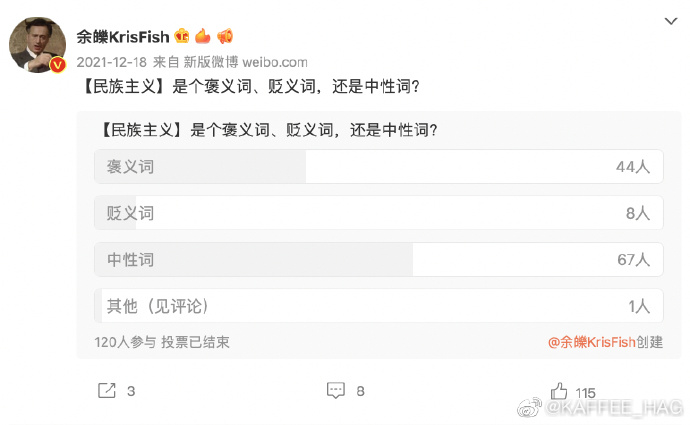 余皪KrisFish
2021-12-18 来自 新版微博 weibo.com
【民族主义】是个褒义词、贬义词，还是中性词？
【民族主义】是个褒义词、贬义词，还是中性词？
褒义词 44人
贬义词 8人
中性词 67人
其他（见评论） 1人
120人参与 投票已结束 @余皪KrisFish创建
3 8 115
@KAFFEE_HAG